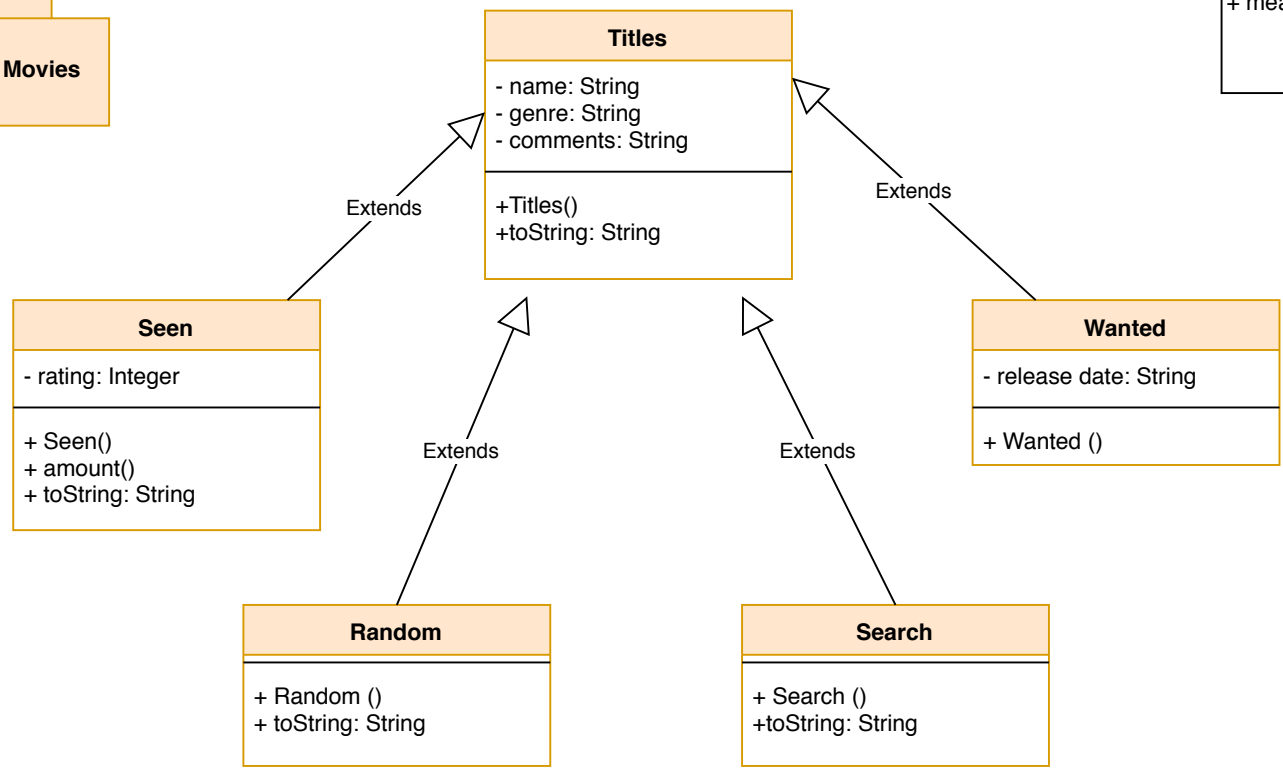 + mea
Movies
Titles
- name: String
- genre: String
- comments: String
+Titles()
+toString: String
Extends
Extends
Seen
- rating: Integer
+ Seen()
+ amount()
+ toString: String
Wanted
- release date: String
+ Wanted ()
Extends
Extends
Random
+ Random ()
+ toString: String
Search
+ Search ()
+toString: String